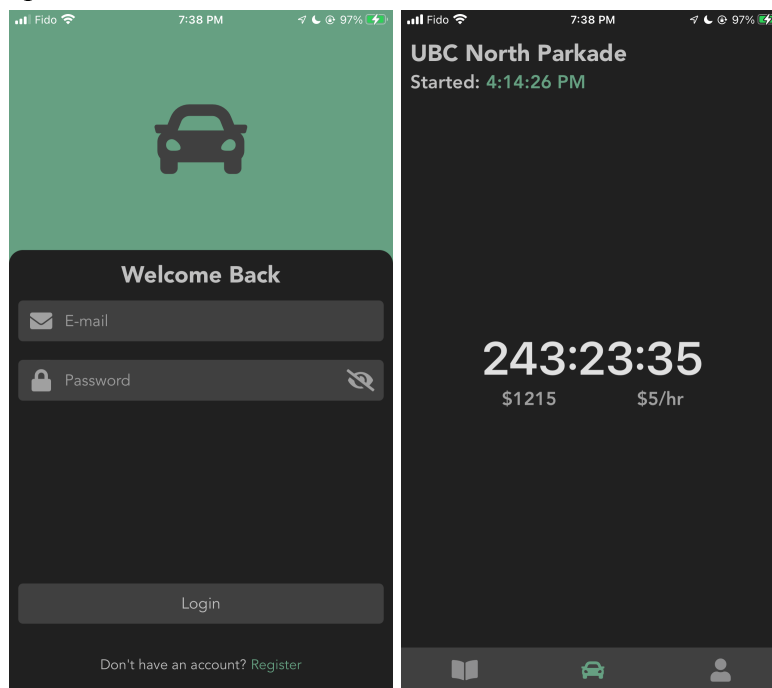 Fido 7:38 PM 97%
Welcome Back
E-mail
Password
Login
Don't have an account? Register
Fido 7:38 PM 97%
UBC North Parkade
Started: 4:14:26 PM
243:23:35
$1215 $5/hr